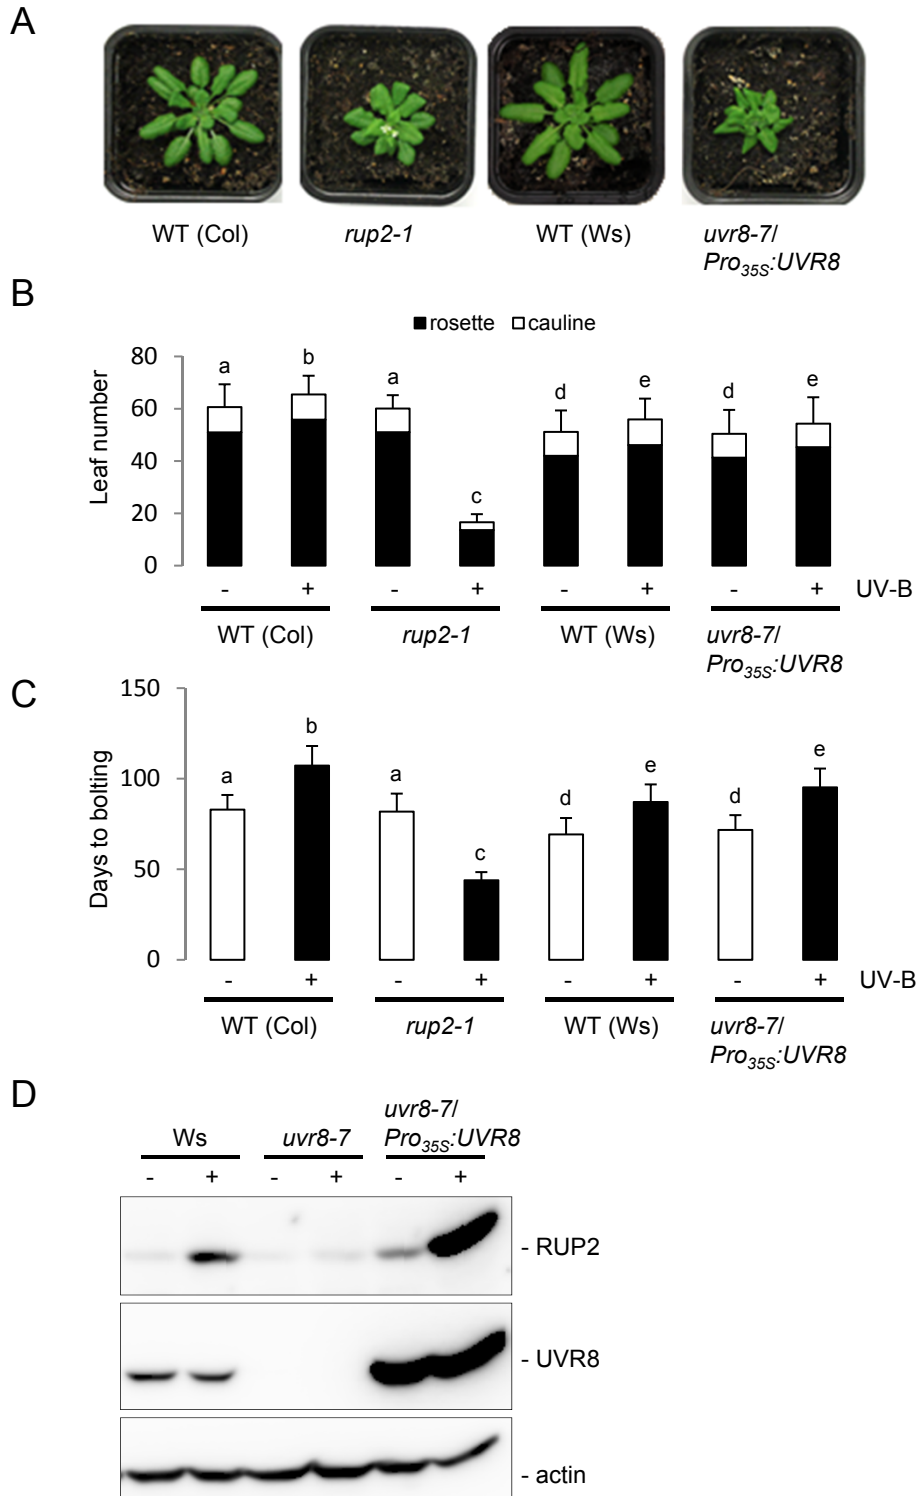 A
WT (Col) rup2-1 WT (Ws) uvr8-7/
Pro35S:UVR8
B
rosette cauline
Leaf number
80
60
40
20
0
a b a c d e d e
- + - + - + - + UV-B
WT (Col) rup2-1 WT (Ws) uvr8-7/
Pro35S:UVR8
C
Days to bolting
150
100
50
0
a b a c d e d e
- + - + - + - + UV-B
WT (Col) rup2-1 WT (Ws) uvr8-7/
Pro35S:UVR8
D
Ws uvr8-7 uvr8-7/
Pro35S:UVR8
- + - + - +
- RUP2
- UVR8
- actin